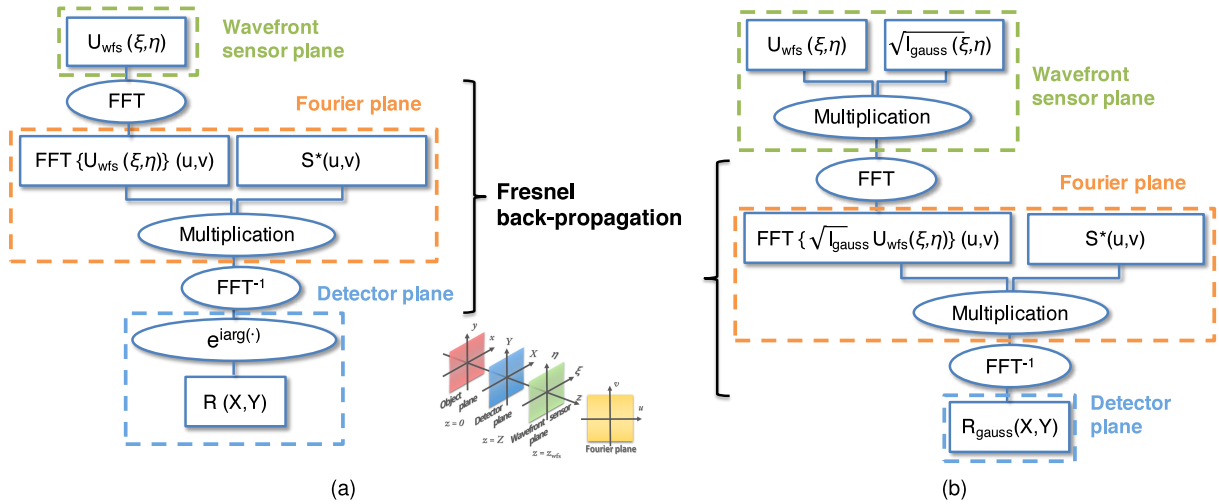 U_wfs (ξ,η)
Wavefront
sensor plane
FFT
Fourier plane
FFT {U_wfs (ξ,η)} (u,v)
S*(u,v)
Multiplication
Fresnel
back-propagation
FFT⁻¹
Detector plane
e^iarg(·)
R (X,Y)
y
x
Y
X
η
ξ
z
Object
plane
Detector
plane
Wavefront sensor
plane
z = 0
z = Z
z = z_wfs
v
u
Fourier plane
(a)
U_wfs (ξ,η)
√I_gauss (ξ,η)
Wavefront
sensor plane
Multiplication
FFT
Fourier plane
FFT { √I_gauss U_wfs(ξ,η)} (u,v)
S*(u,v)
Multiplication
FFT⁻¹
Detector
plane
R_gauss(X,Y)
(b)